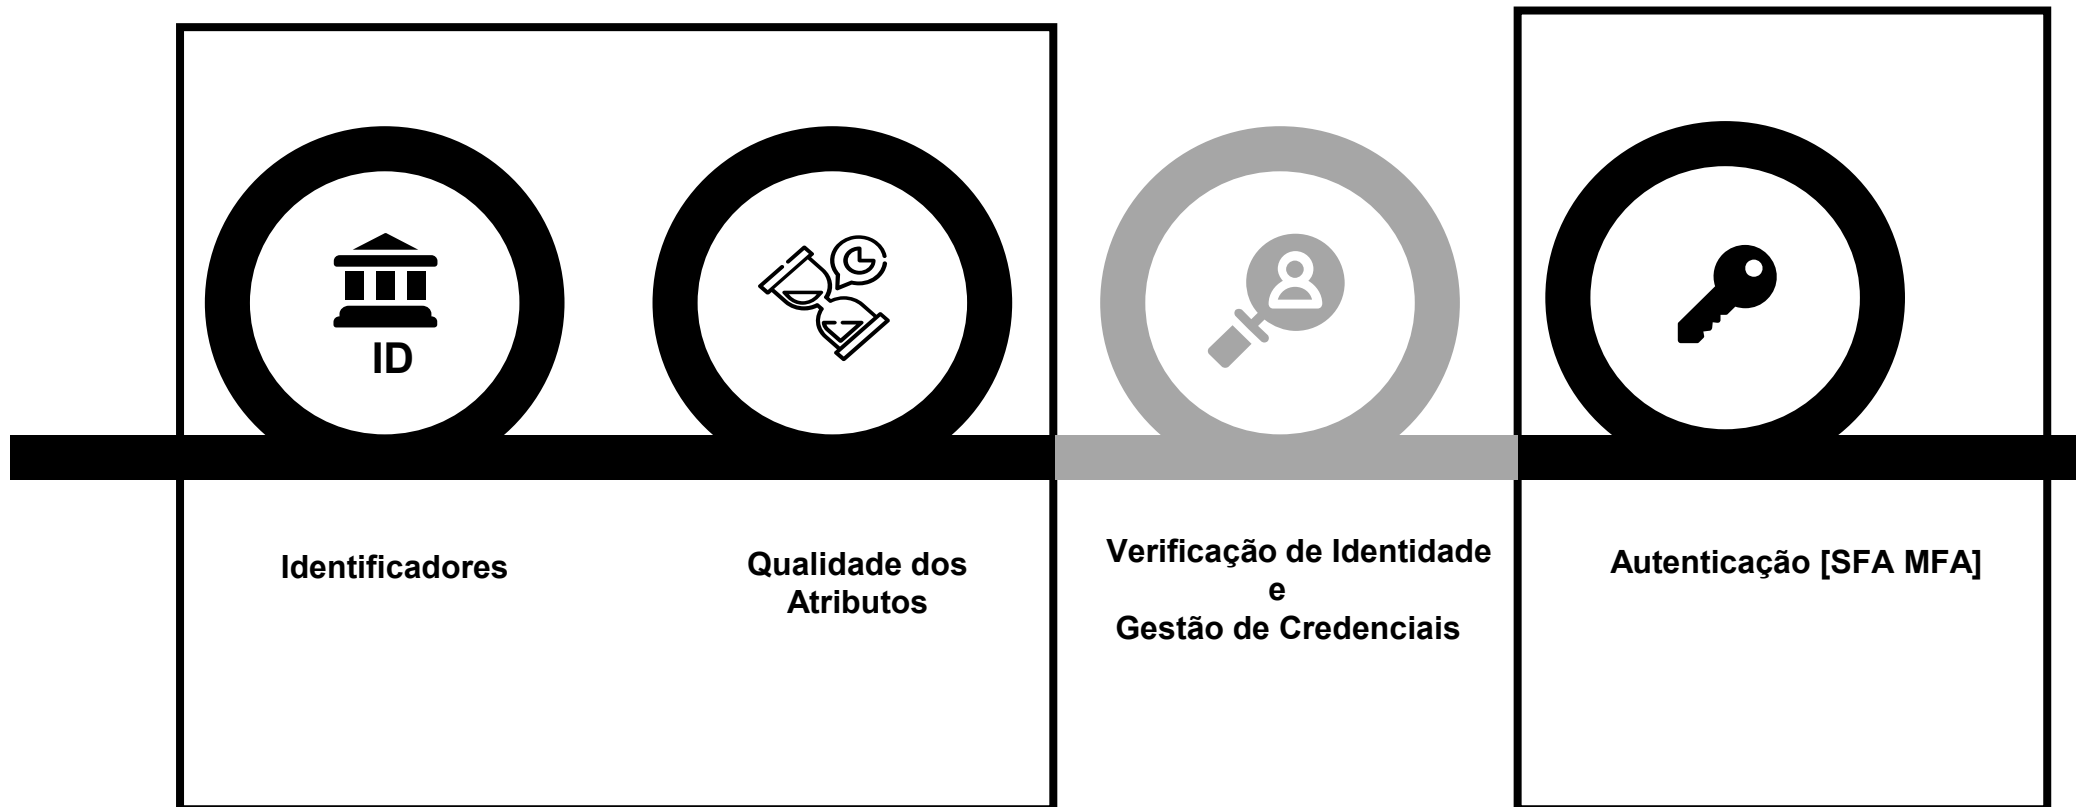 ID
Identificadores
Qualidade dos
Atributos
Verificação de Identidade
e
Gestão de Credenciais
Autenticação [SFA MFA]